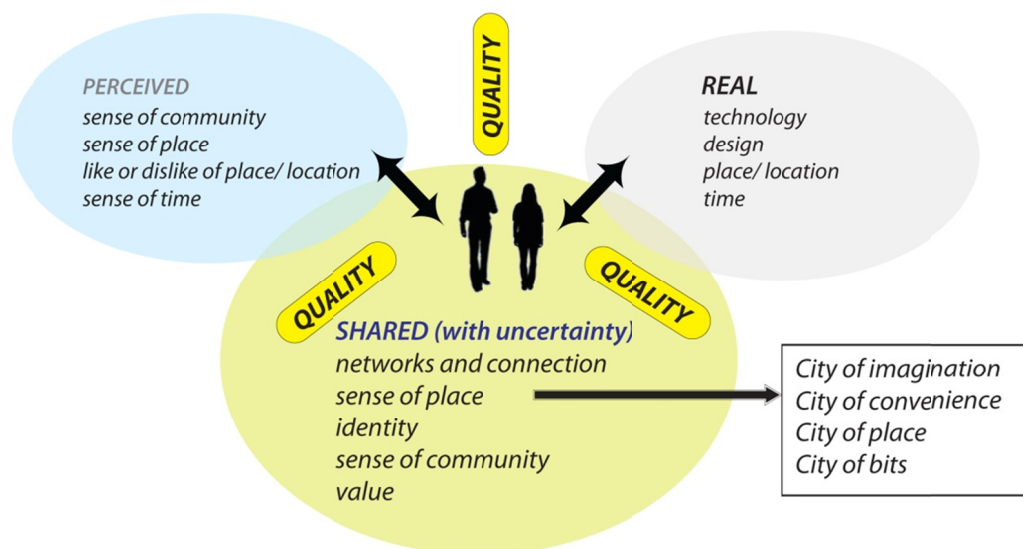 QUALITY
PERCEIVED
sense of community
sense of place
like or dislike of place/ location
sense of time
REAL
technology
design
place/ location
time
QUALITY
QUALITY
SHARED (with uncertainty)
networks and connection
sense of place
identity
sense of community
value
City of imagination
City of convenience
City of place
City of bits